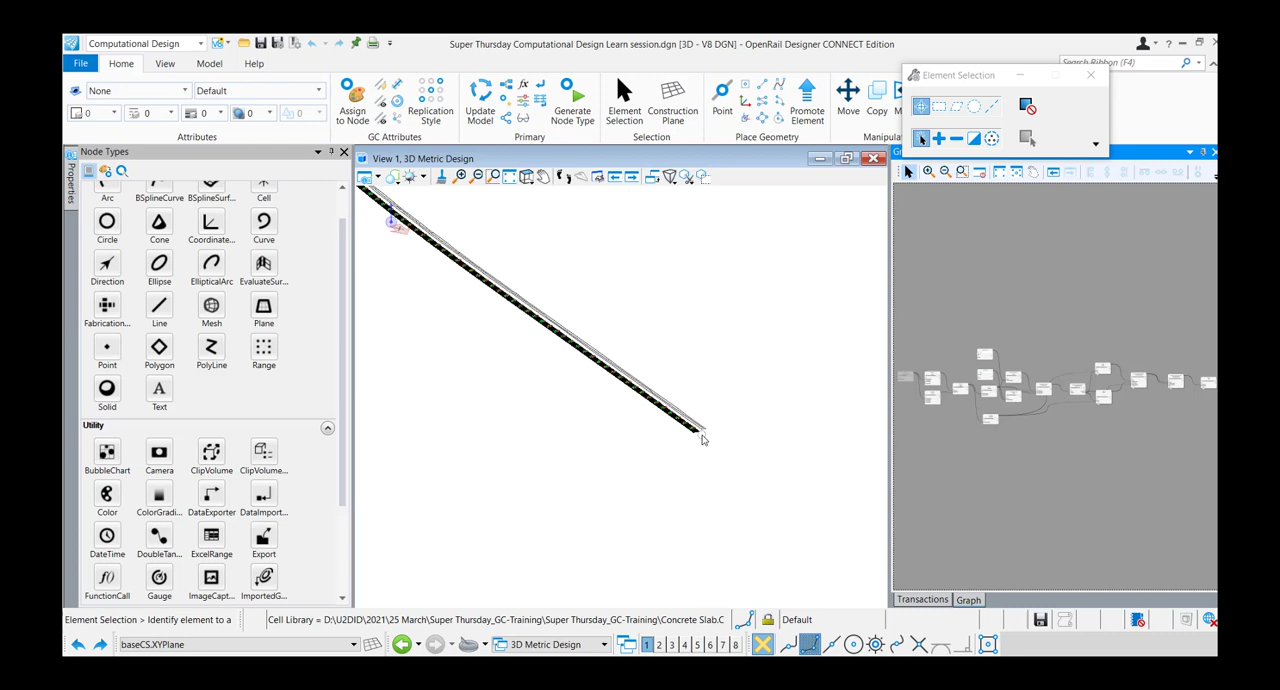 Computational Design
Super Thursday Computational Design Learn session.dgn [3D - V8 DGN] - OpenRail Designer CONNECT Edition
File Home View Model Help
Search Ribbon (F4)
Element Selection
None
Default
0 0 0 0 0
Attributes
Assign to Node
Replication Style
GC Attributes
Update Model
Generate Node Type
Primary
Element Selection
Construction Plane
Selection
Point
Promote Element
Place Geometry
Move Copy
Manipul
Node Types
Properties
View 1, 3D Metric Design
Arc BSplineCurve BSplineSurf... Cell
Circle Cone Coordinate... Curve
Direction Ellipse EllipticalArc EvaluateSur...
Fabrication... Line Mesh Plane
Point Polygon PolyLine Range
Solid Text
Utility
BubbleChart Camera ClipVolume ClipVolume...
Color ColorGradi... DataExporter DataImport...
DateTime DoubleTan... ExcelRange Export
FunctionCall Gauge ImageCapt... ImportedG...
Transactions Graph
Element Selection > Identify element to a
Cell Library = D:\U2DID\2021\25 March\Super Thursday_GC-Training\Super Thursday_GC-Training\Concrete Slab.C
Default
baseCS.XYPlane
3D Metric Design
1 2 3 4 5 6 7 8